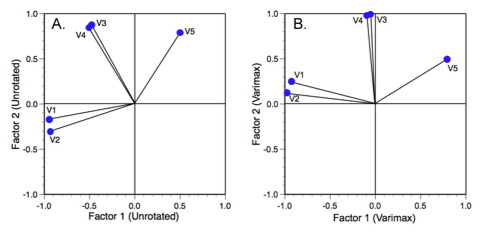 A.
1.0
V3
V4
V5
0.5
0.0
V1
V2
-0.5
-1.0
-1.0 -0.5 0.0 0.5 1.0
Factor 1 (Unrotated)
Factor 2 (Unrotated)
B.
1.0
V4 V3
0.5
V5
V1
V2
0.0
-0.5
-1.0
-1.0 -0.5 0.0 0.5 1.0
Factor 1 (Varimax)
Factor 2 (Varimax)